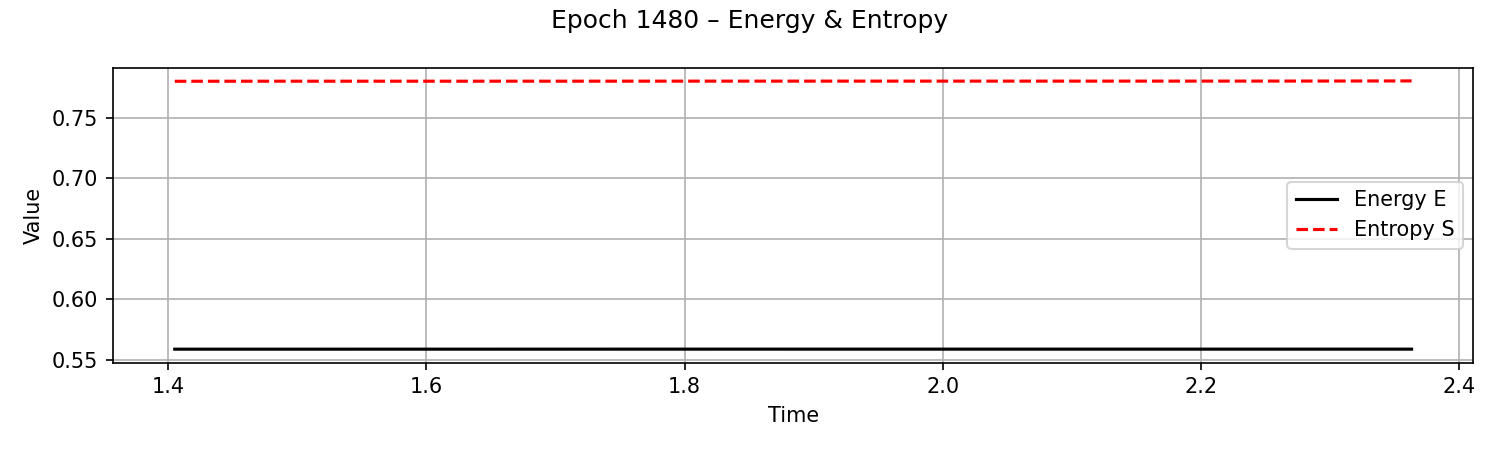 Epoch 1480 – Energy & Entropy
0.75
0.70
0.65
0.60
0.55
Value
Energy E
Entropy S
1.4 1.6 1.8 2.0 2.2 2.4
Time